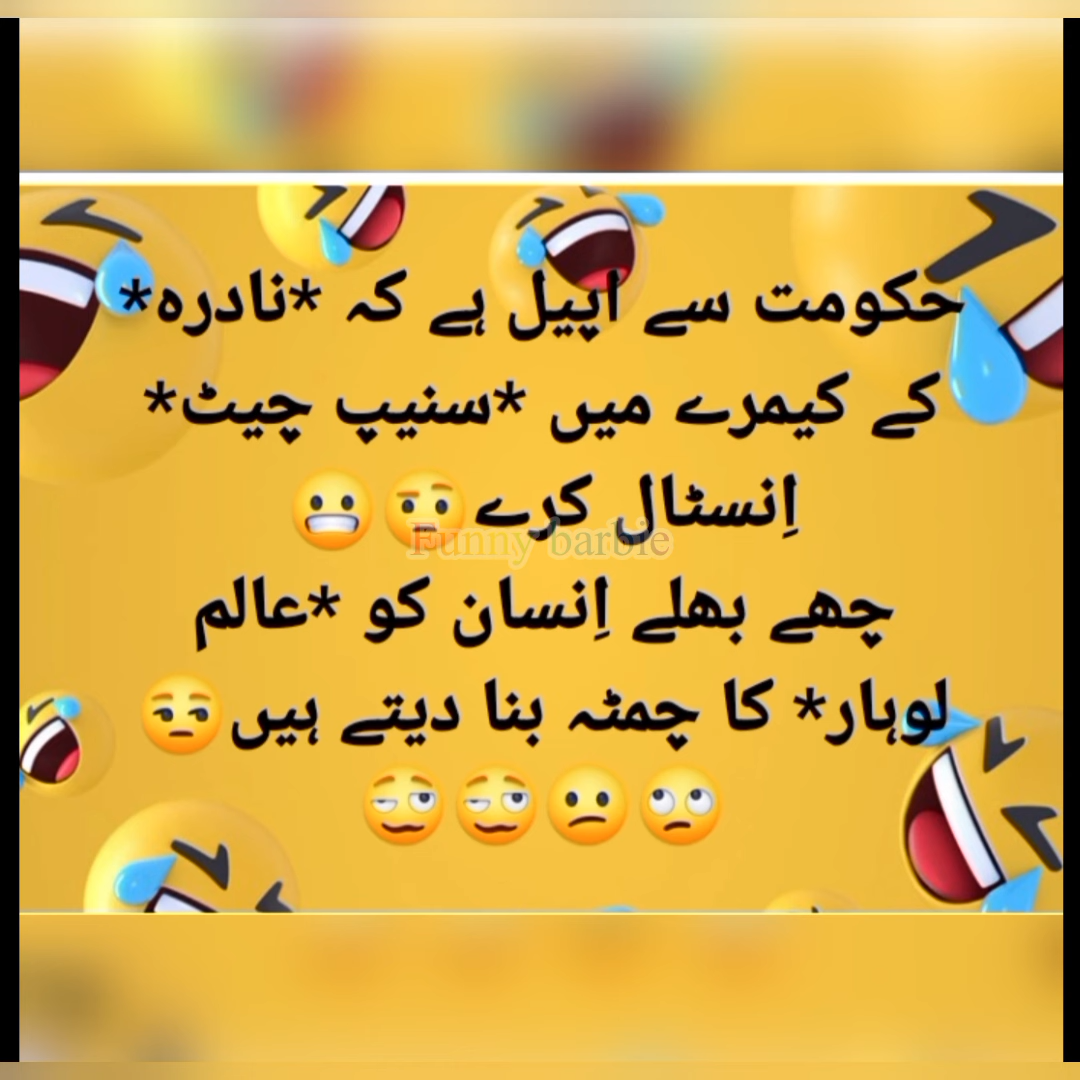 حکومت سے اپیل ہے کہ *نادرہ*
کے کیمرے میں *سنیپ چیٹ*
اِنسٹال کرے🤨😬
Funny barbie
چھے بھلے اِنسان کو *عالم
لوہار* کا چمٹہ بنا دیتے ہیں😒
🙄😕🥴🥴